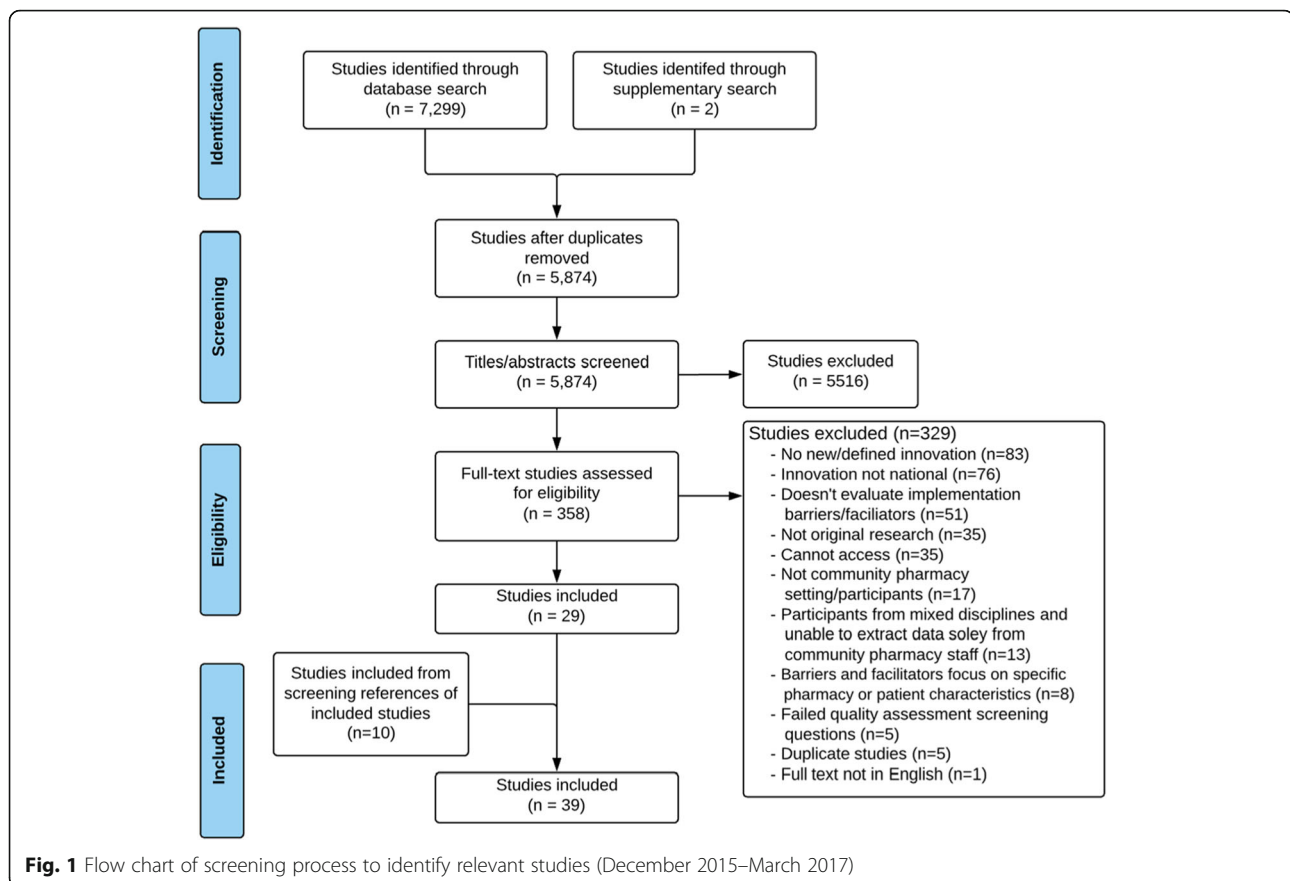 Identification
Studies identified through
database search
(n = 7,299)
Studies identifed through
supplementary search
(n = 2)
Screening
Studies after duplicates
removed
(n = 5,874)
Titles/abstracts screened
(n = 5,874)
Studies excluded
(n = 5516)
Eligibility
Full-text studies assessed
for eligibility
(n = 358)
Studies excluded (n=329)
- No new/defined innovation (n=83)
- Innovation not national (n=76)
- Doesn't evaluate implementation
barriers/faciliators (n=51)
- Not original research (n=35)
- Cannot access (n=35)
- Not community pharmacy
setting/participants (n=17)
- Participants from mixed disciplines and
unable to extract data soley from
community pharmacy staff (n=13)
- Barriers and facilitators focus on specific
pharmacy or patient characteristics (n=8)
- Failed quality assessment screening
questions (n=5)
- Duplicate studies (n=5)
- Full text not in English (n=1)
Studies included
(n = 29)
Included
Studies included from
screening references of
included studies
(n=10)
Studies included
(n = 39)
Fig. 1 Flow chart of screening process to identify relevant studies (December 2015–March 2017)